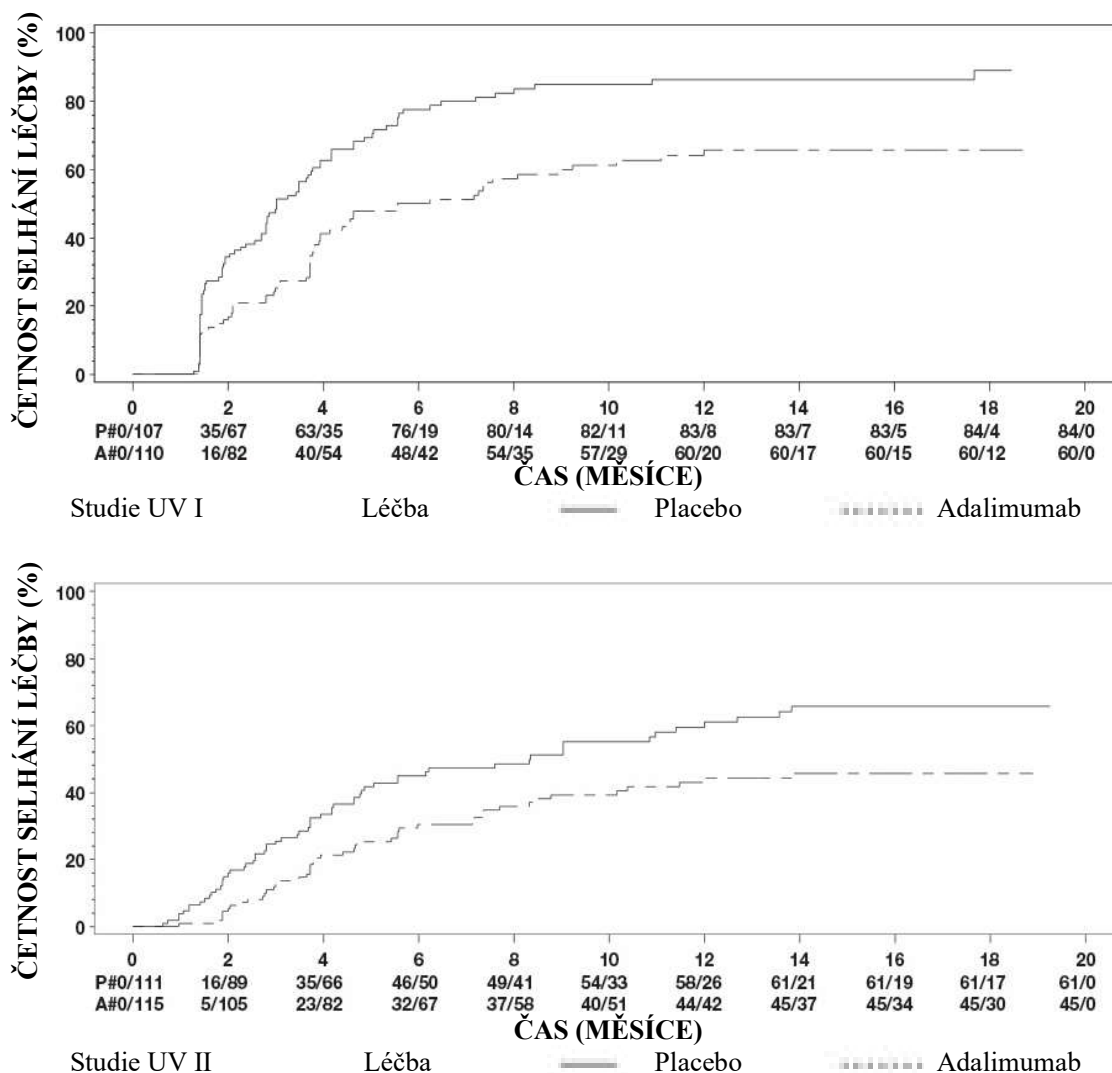 ČETNOST SELHÁNÍ LÉČBY (%)
100
80
60
40
20
0
0 2 4 6 8 10 12 14 16 18 20
P#0/107 35/67 63/35 76/19 80/14 82/11 83/8 83/7 83/5 84/4 84/0
A#0/110 16/82 40/54 48/42 54/35 57/29 60/20 60/17 60/15 60/12 60/0
ČAS (MĚSÍCE)
Studie UV I Léčba Placebo Adalimumab
ČETNOST SELHÁNÍ LÉČBY (%)
100
80
60
40
20
0
0 2 4 6 8 10 12 14 16 18 20
P#0/111 16/89 35/66 46/50 49/41 54/33 58/26 61/21 61/19 61/17 61/0
A#0/115 5/105 23/82 32/67 37/58 40/51 44/42 45/37 45/34 45/30 45/0
ČAS (MĚSÍCE)
Studie UV II Léčba Placebo Adalimumab